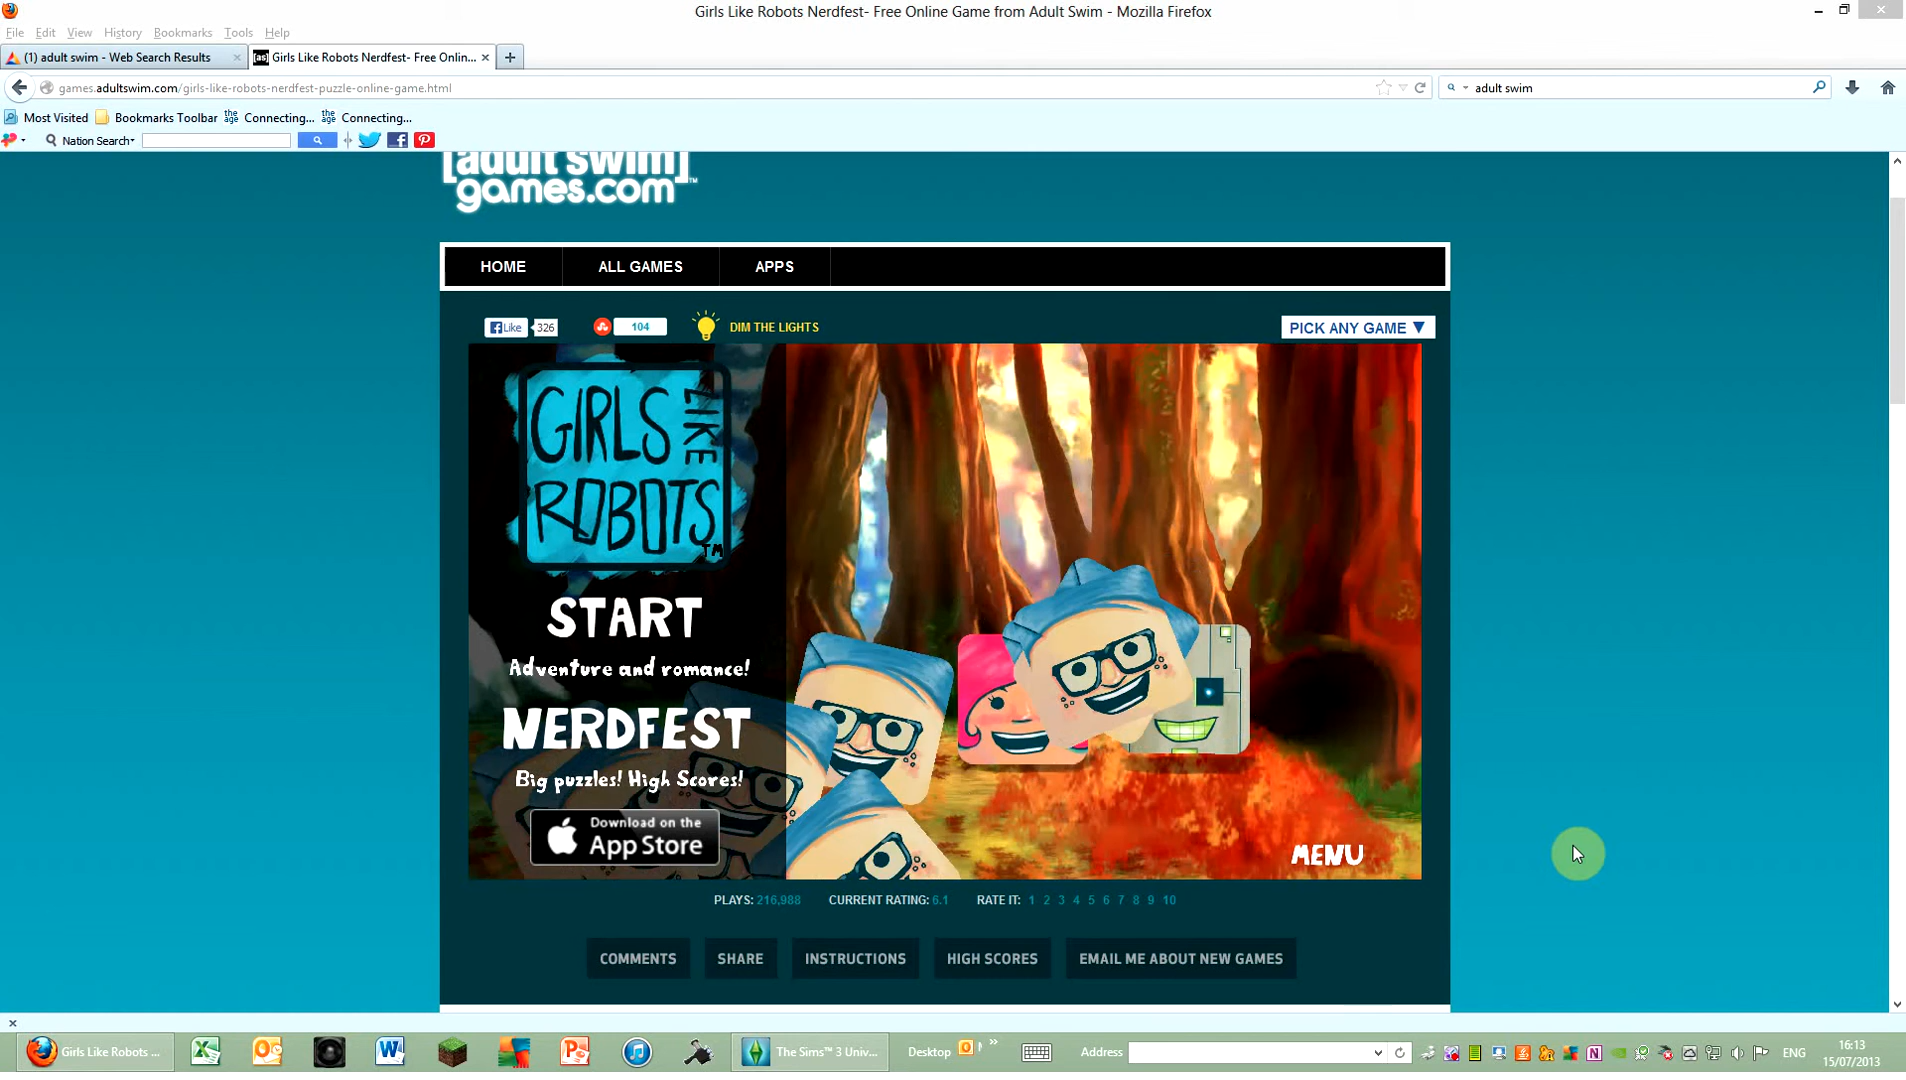 Girls Like Robots Nerdfest- Free Online Game from Adult Swim - Mozilla Firefox
File Edit View History Bookmarks Tools Help
(1) adult swim - Web Search Results
Girls Like Robots Nerdfest- Free Onlin...
games.adultswim.com/girls-like-robots-nerdfest-puzzle-online-game.html
adult swim
Most Visited Bookmarks Toolbar the age Connecting... the age Connecting...
Nation Search
[adult swim]
games.com™
HOME ALL GAMES APPS
Like 326 104 DIM THE LIGHTS PICK ANY GAME ▼
GIRLS LIKE
ROBOTS
TM
START
Adventure and romance!
NERDFEST
Big puzzles! High Scores!
Download on the
App Store
MENU
PLAYS: 216,988 CURRENT RATING: 6.1 RATE IT: 1 2 3 4 5 6 7 8 9 10
COMMENTS SHARE INSTRUCTIONS HIGH SCORES EMAIL ME ABOUT NEW GAMES
Girls Like Robots ... The Sims™ 3 Univ... Desktop Address ENG
16:13
15/07/2013